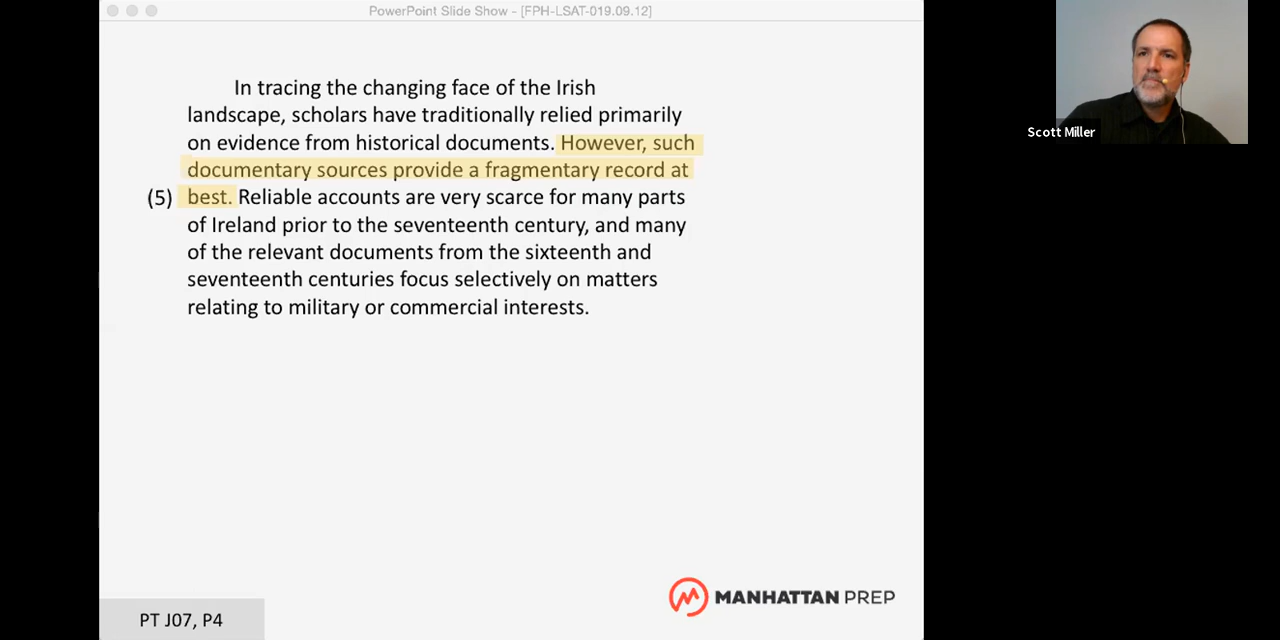 PowerPoint Slide Show - [FPH-LSAT-019.09.12]
In tracing the changing face of the Irish
landscape, scholars have traditionally relied primarily
on evidence from historical documents. However, such
documentary sources provide a fragmentary record at
(5) best. Reliable accounts are very scarce for many parts
of Ireland prior to the seventeenth century, and many
of the relevant documents from the sixteenth and
seventeenth centuries focus selectively on matters
relating to military or commercial interests.
Scott Miller
PT J07, P4
MANHATTAN PREP